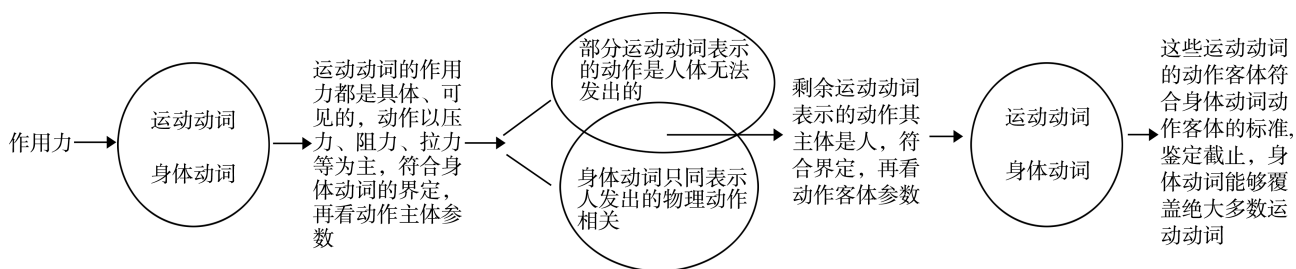 作用力
运动动词
身体动词
运动动词的作用
力都是具体、可
见的，动作以压
力、阻力、拉力
等为主，符合身
体动词的界定，
再看动作主体参
数
部分运动动词表示
的动作是人体无法
发出的
身体动词只同表示
人发出的物理动作
相关
剩余运动动词
表示的动作其
主体是人，符
合界定，再看
动作客体参数
运动动词
身体动词
这些运动动词
的动作客体符
合身体动词动
作客体的标准,
鉴定截止，身
体动词能够覆
盖绝大多数运
动动词